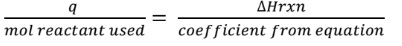 q / mol reactant used = ΔHrxn / coefficient from equation